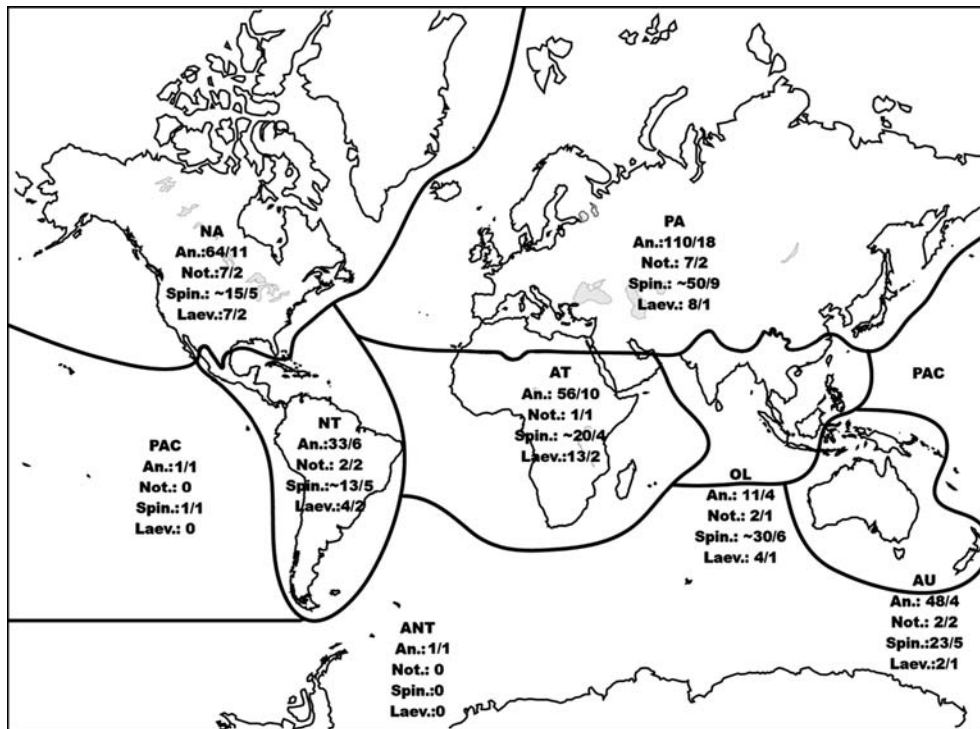 NA
An.:64/11
Not.:7/2
Spin.: ~15/5
Laev.:7/2
PA
An.:110/18
Not.: 7/2
Spin.: ~50/9
Laev.: 8/1
PAC
An.:1/1
Not.: 0
Spin.:1/1
Laev.: 0
NT
An.:33/6
Not.: 2/2
Spin.:~13/5
Laev.:4/2
AT
An.: 56/10
Not.: 1/1
Spin.: ~20/4
Laev.:13/2
PAC
OL
An.: 11/4
Not.: 2/1
Spin.: ~30/6
Laev.: 4/1
AU
An.: 48/4
Not.: 2/2
Spin.:23/5
Laev.:2/1
ANT
An.:1/1
Not.: 0
Spin.:0
Laev.:0